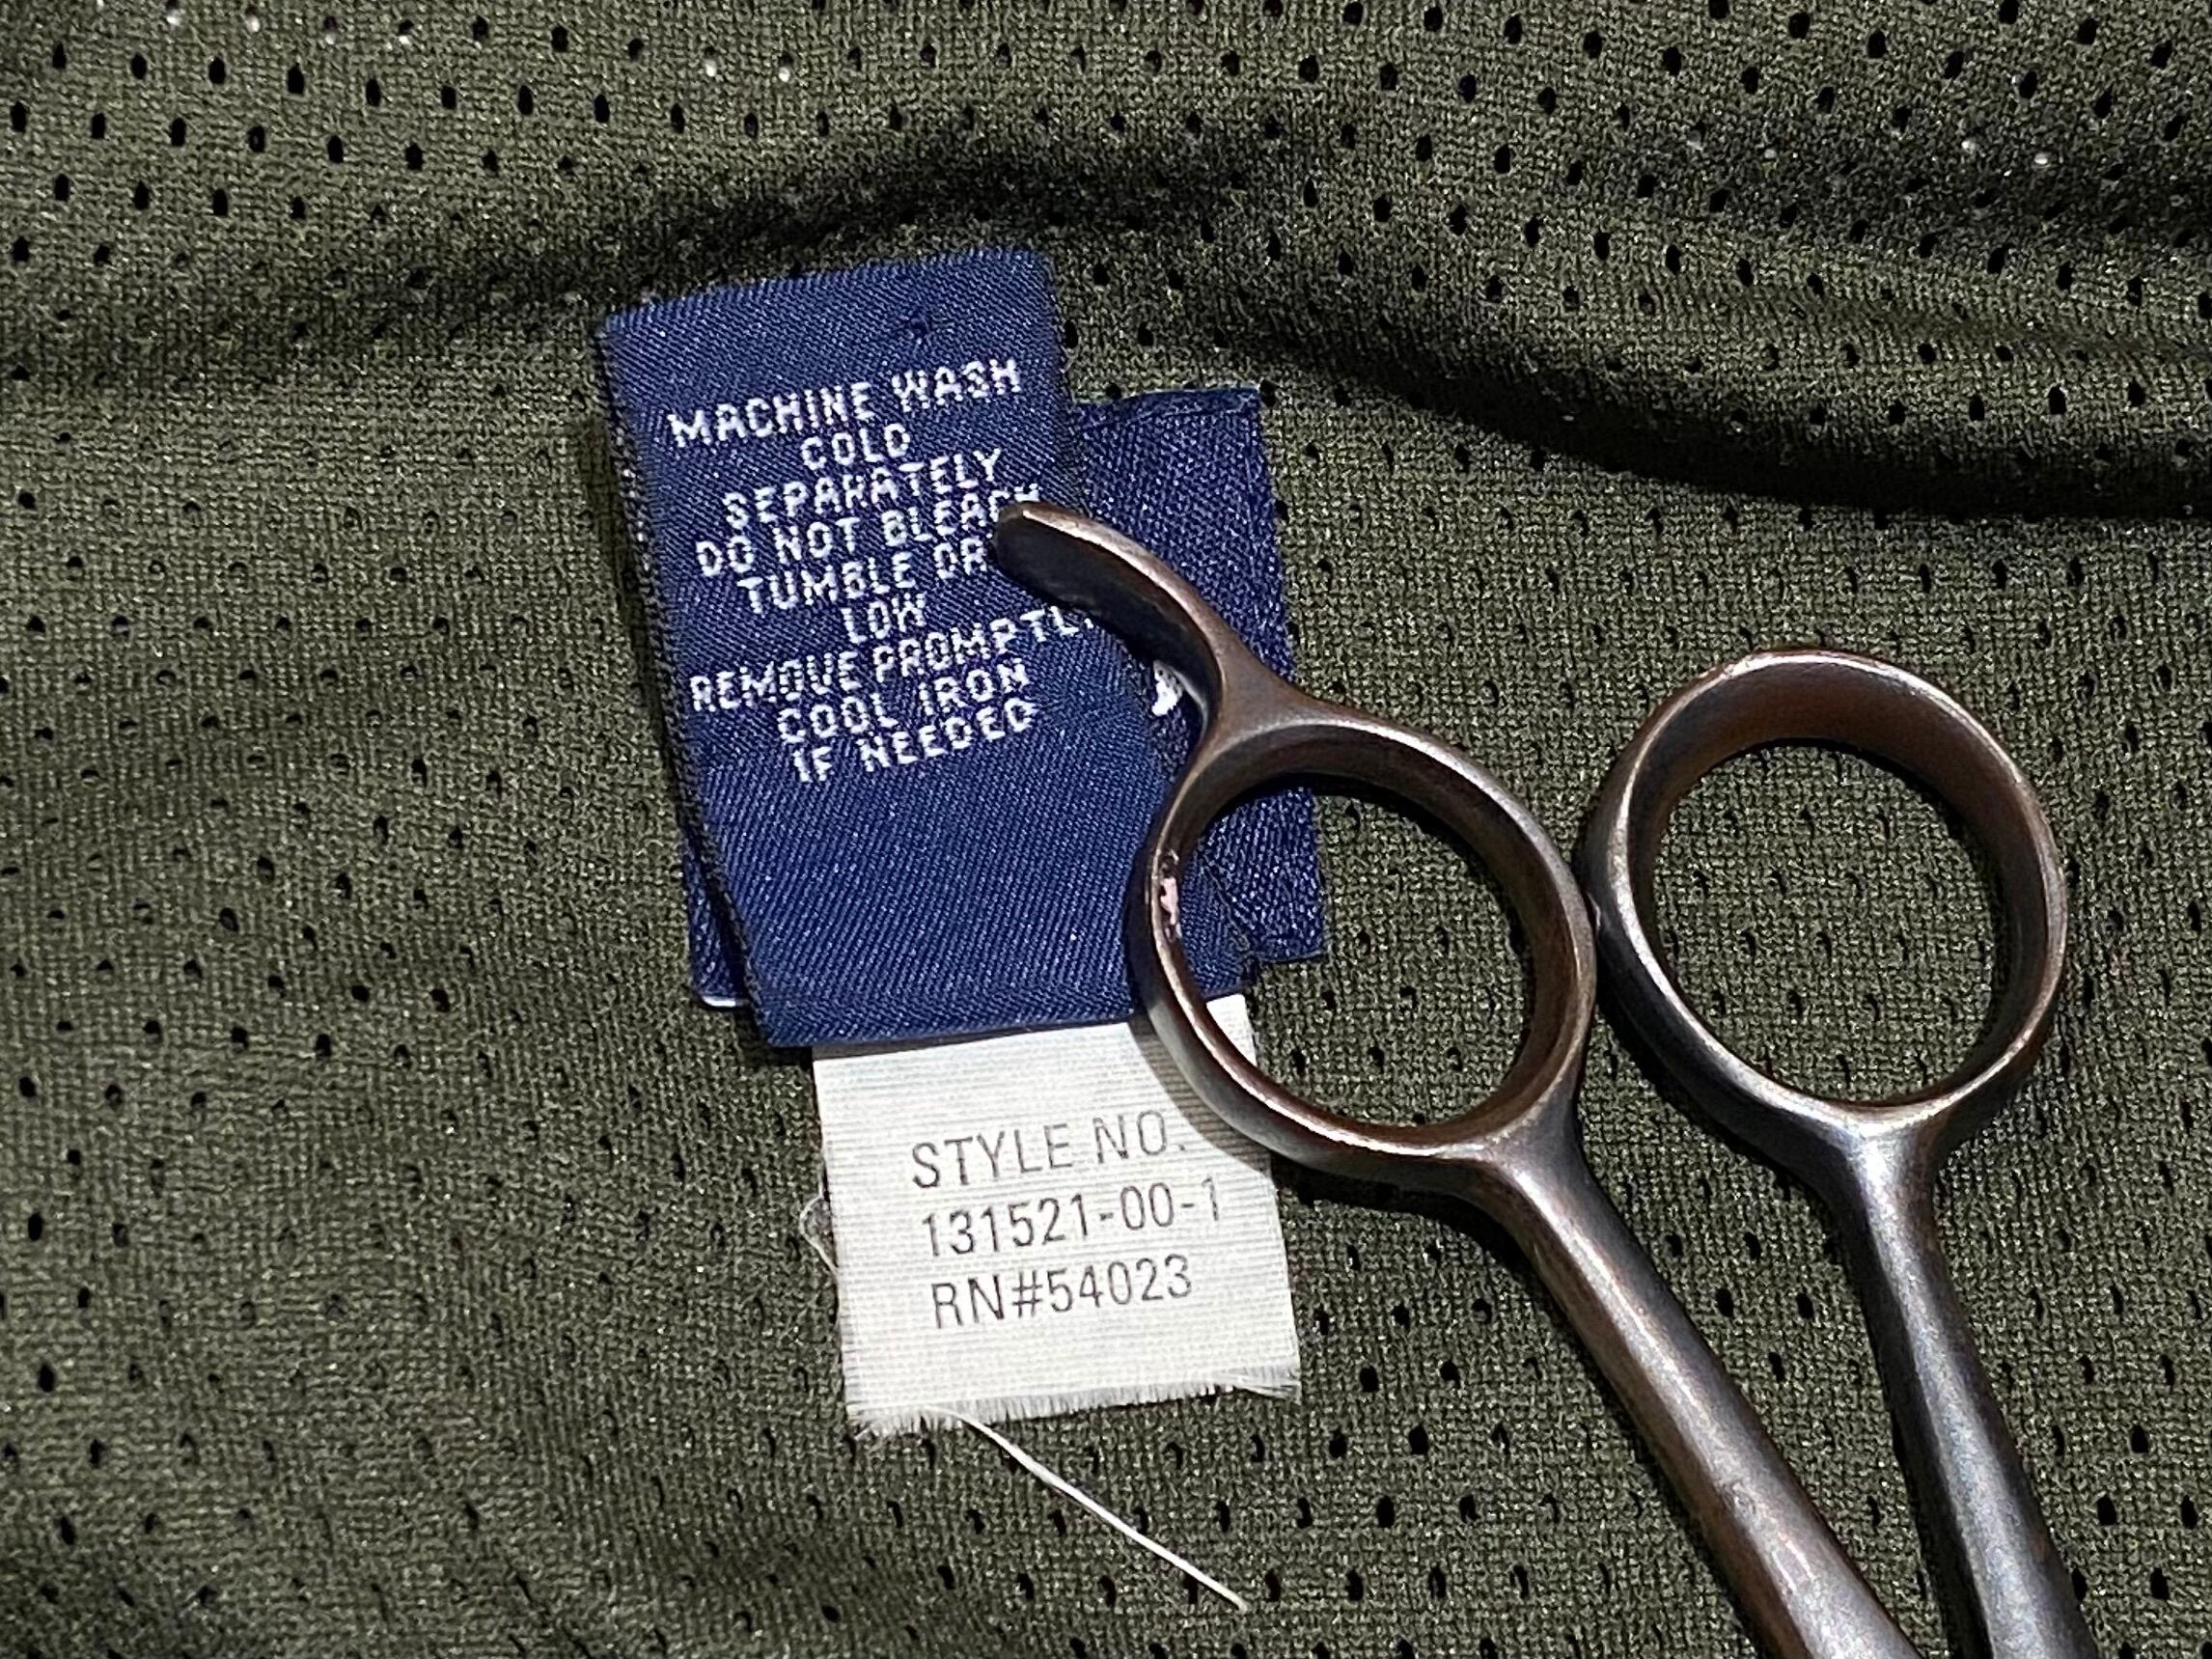 MACHINE WASH
COLD
SEPARATELY
DO NOT BLEACH
TUMBLE DR
LOW
REMOVE PROMPTLY
COOL IRON
IF NEEDED
STYLE NO.
131521-00-1
RN#54023